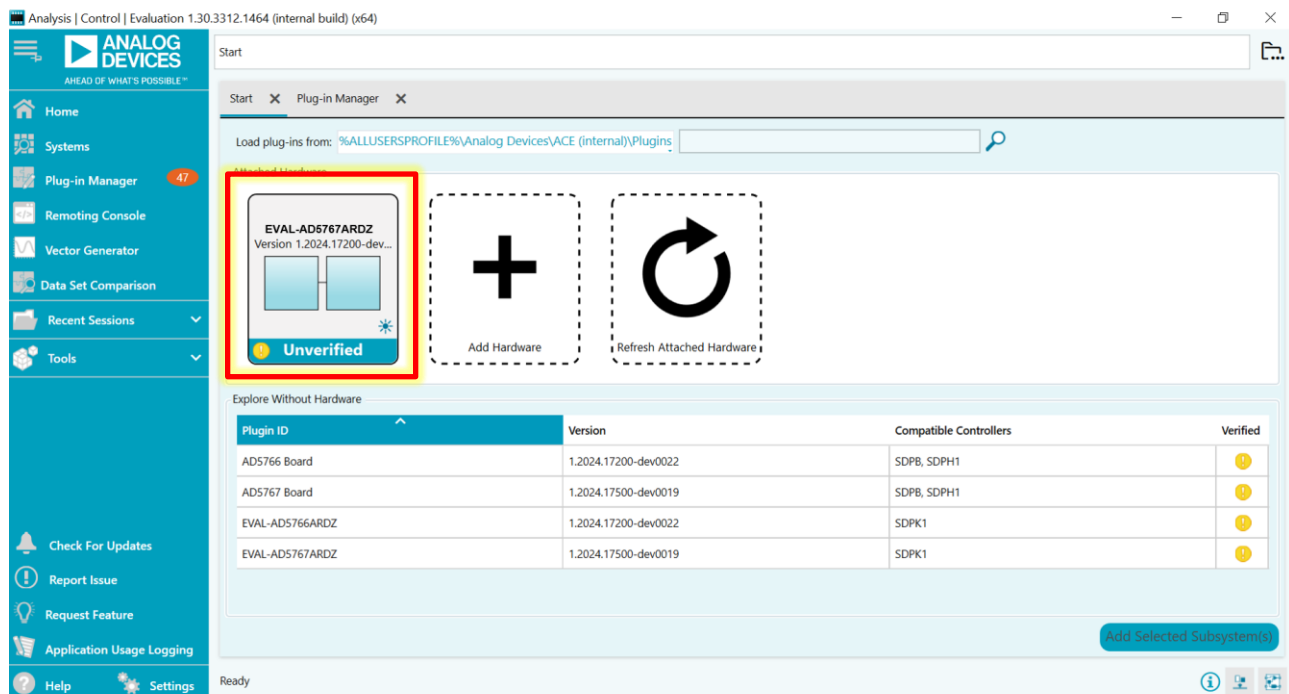 Analysis | Control | Evaluation 1.30.3312.1464 (internal build) (x64)
ANALOG
DEVICES
AHEAD OF WHAT'S POSSIBLE™
Home
Systems
Plug-in Manager 47
Remoting Console
Vector Generator
Data Set Comparison
Recent Sessions
Tools
Check For Updates
Report Issue
Request Feature
Application Usage Logging
Help Settings
Start
Start Plug-in Manager
Load plug-ins from: %ALLUSERSPROFILE%\Analog Devices\ACE (internal)\Plugins
Attached Hardware
EVAL-AD5767ARDZ
Version 1.2024.17200-dev...
Unverified
Add Hardware
Refresh Attached Hardware
Explore Without Hardware
Plugin ID Version Compatible Controllers Verified
AD5766 Board 1.2024.17200-dev0022 SDPB, SDPH1
AD5767 Board 1.2024.17500-dev0019 SDPB, SDPH1
EVAL-AD5766ARDZ 1.2024.17200-dev0022 SDPK1
EVAL-AD5767ARDZ 1.2024.17500-dev0019 SDPK1
Add Selected Subsystem(s)
Ready